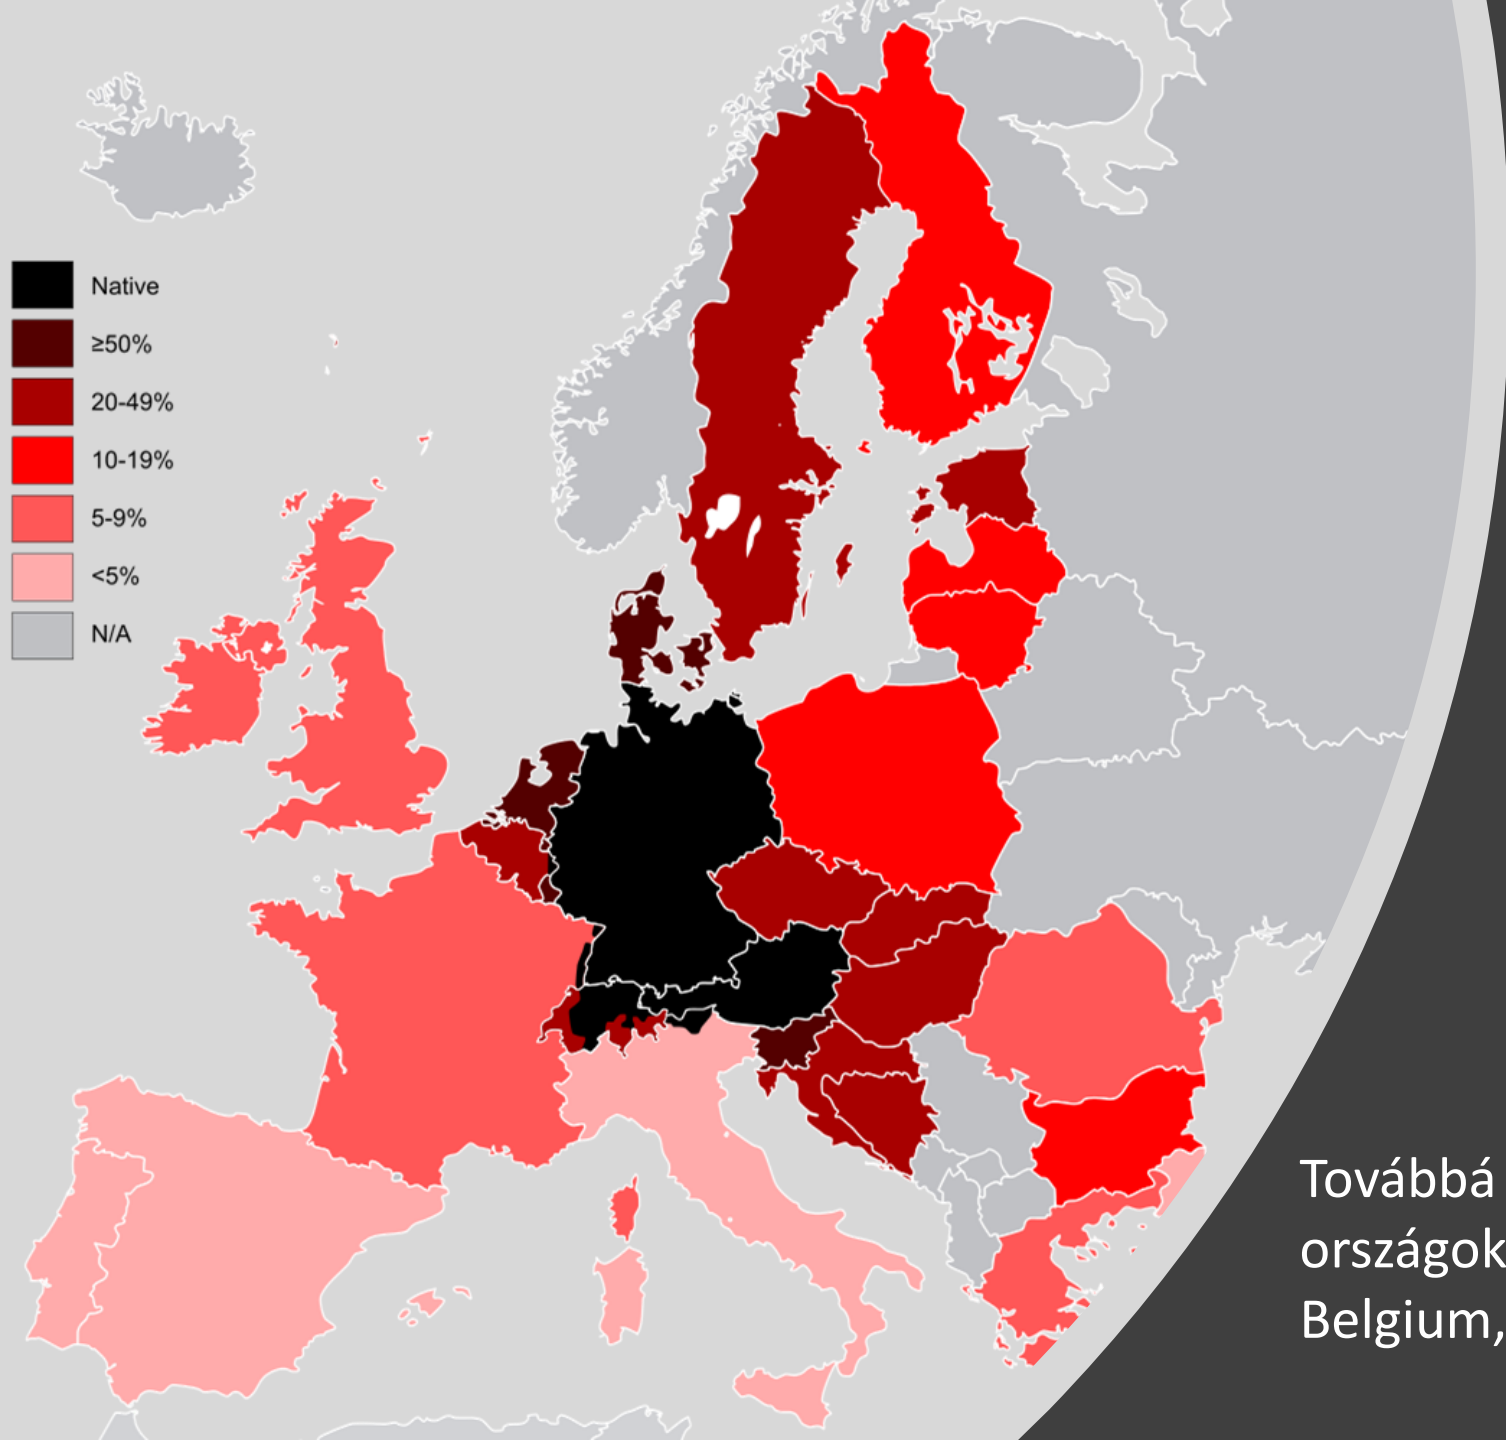 Native
≥50%
20-49%
10-19%
5-9%
<5%
N/A
Továbbá
országok
Belgium,